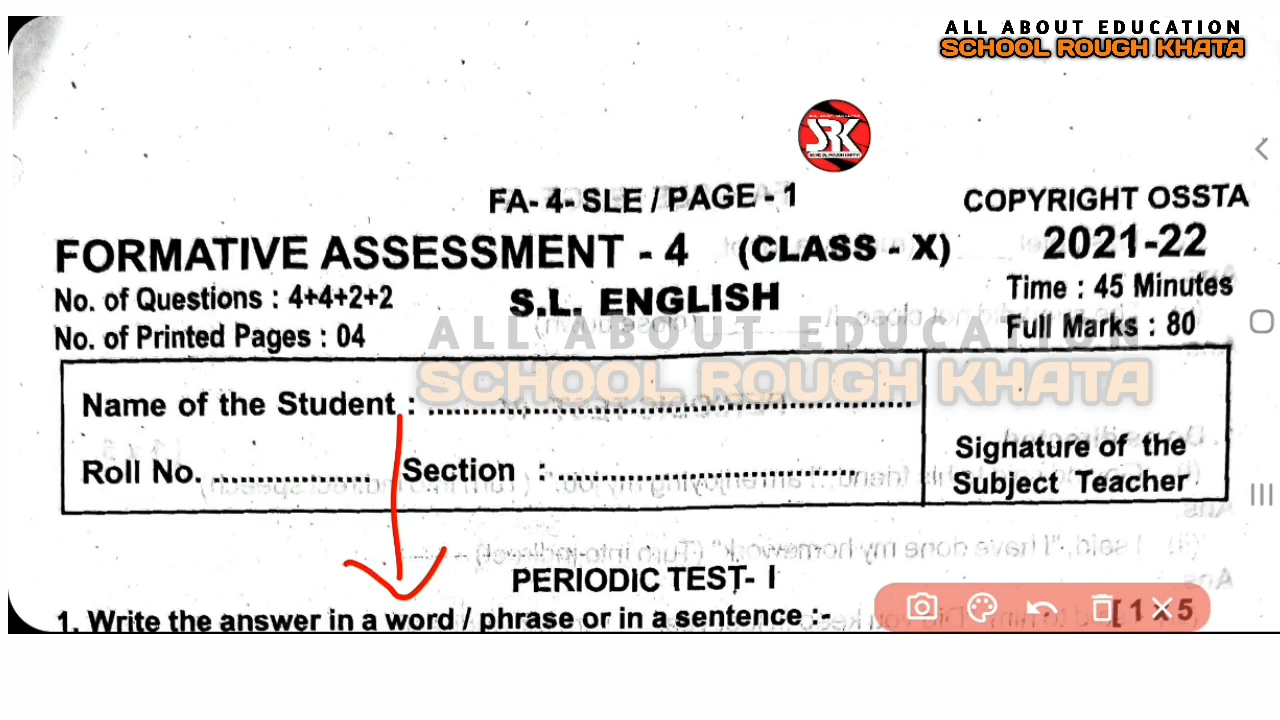 ALL ABOUT EDUCATION
SCHOOL ROUGH KHATA
SRK
FA- 4- SLE / PAGE - 1
COPYRIGHT OSSTA
FORMATIVE ASSESSMENT - 4 (CLASS - X) 2021-22
No. of Questions : 4+4+2+2
S.L. ENGLISH
Time : 45 Minutes
No. of Printed Pages : 04
Full Marks : 80
ALL ABOUT EDUCATION
SCHOOL ROUGH KHATA
Name of the Student : ................................................
Roll No. .................. Section : ..................................
Signature of the
Subject Teacher
PERIODIC TEST- I
1. Write the answer in a word / phrase or in a sentence :- [ 1 X 5